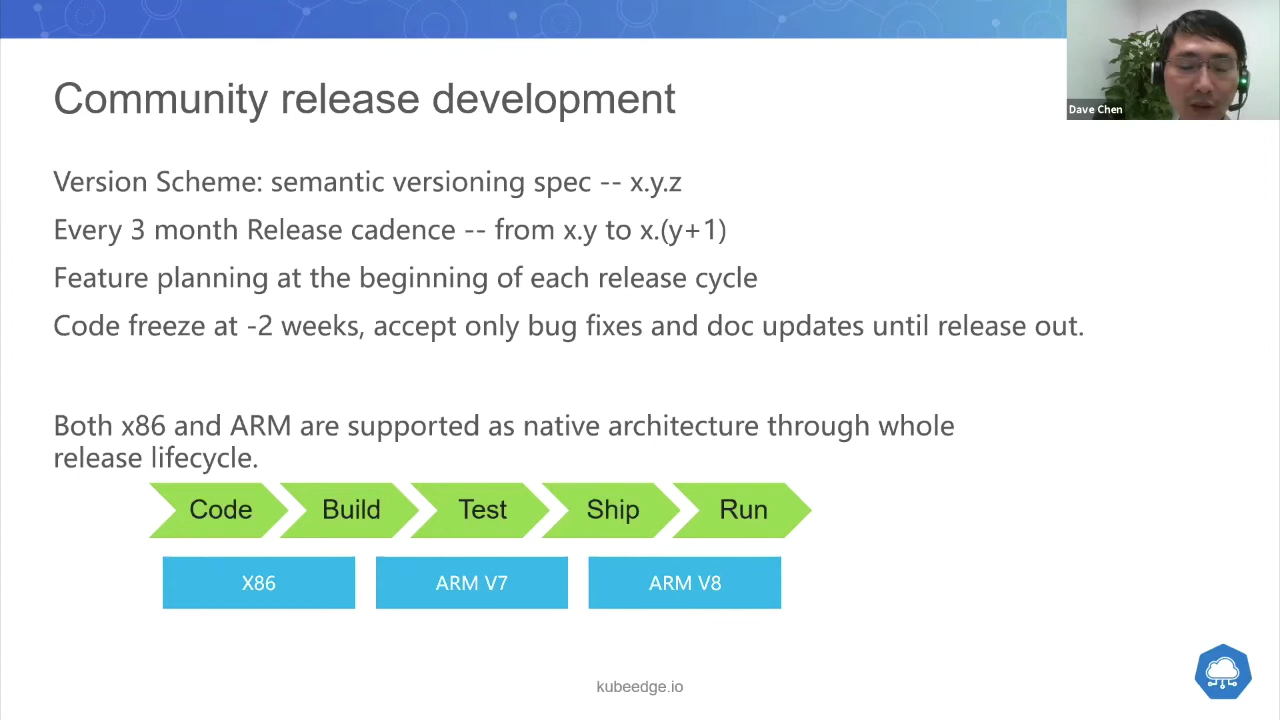 Community release development
Dave Chen
Version Scheme: semantic versioning spec -- x.y.z
Every 3 month Release cadence -- from x.y to x.(y+1)
Feature planning at the beginning of each release cycle
Code freeze at -2 weeks, accept only bug fixes and doc updates until release out.
Both x86 and ARM are supported as native architecture through whole
release lifecycle.
Code Build Test Ship Run
X86 ARM V7 ARM V8
kubeedge.io